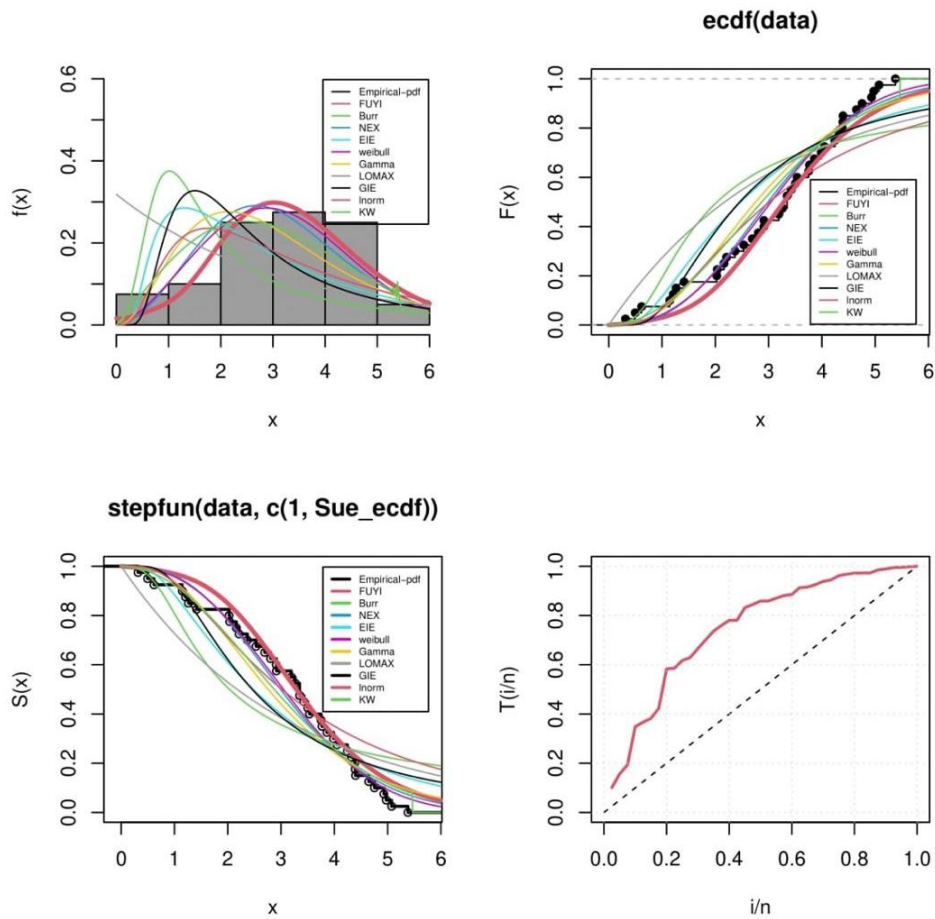 0.6
0.4
0.2
0.0
f(x)
Empirical-pdf
FUYI
Burr
NEX
EIE
weibull
Gamma
LOMAX
GIE
lnorm
KW
0 1 2 3 4 5 6
x
ecdf(data)
1.0
0.8
0.6
0.4
0.2
0.0
F(x)
Empirical-pdf
FUYI
Burr
NEX
EIE
weibull
Gamma
LOMAX
GIE
lnorm
KW
0 1 2 3 4 5 6
x
stepfun(data, c(1, Sue_ecdf))
1.0
0.8
0.6
0.4
0.2
0.0
S(x)
Empirical-pdf
FUYI
Burr
NEX
EIE
weibull
Gamma
LOMAX
GIE
lnorm
KW
0 1 2 3 4 5 6
x
1.0
0.8
0.6
0.4
0.2
0.0
T(i/n)
0.0 0.2 0.4 0.6 0.8 1.0
i/n